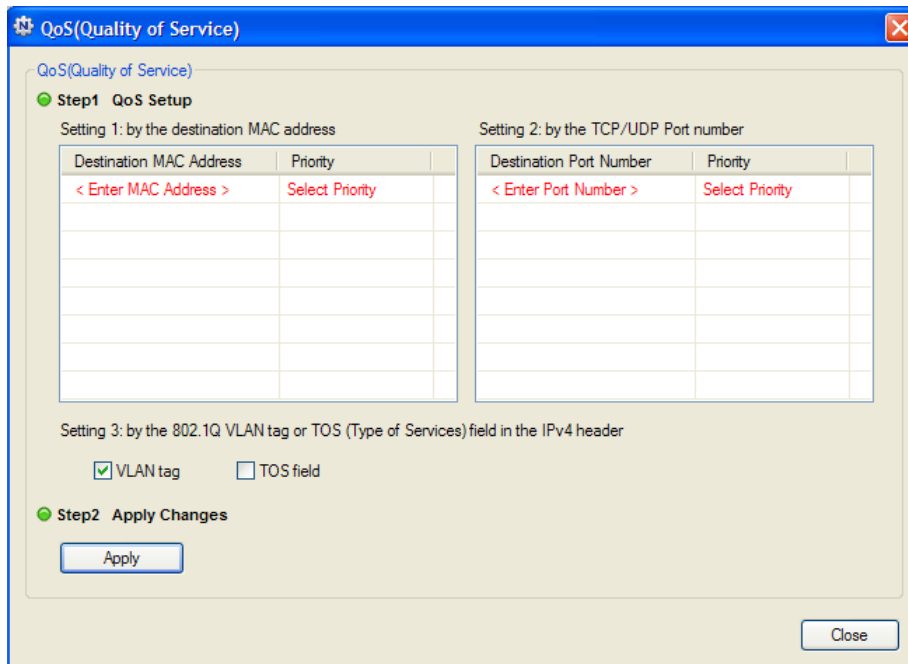 QoS(Quality of Service)
QoS(Quality of Service)
Step1 QoS Setup
Setting 1: by the destination MAC address
Destination MAC Address Priority
< Enter MAC Address > Select Priority
Setting 2: by the TCP/UDP Port number
Destination Port Number Priority
< Enter Port Number > Select Priority
Setting 3: by the 802.1Q VLAN tag or TOS (Type of Services) field in the IPv4 header
VLAN tag TOS field
Step2 Apply Changes
Apply
Close